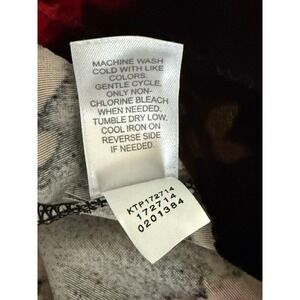 MACHINE WASH
COLD WITH LIKE
COLORS.
GENTLE CYCLE,
ONLY NON-
CHLORINE BLEACH
WHEN NEEDED.
TUMBLE DRY LOW.
COOL IRON ON
REVERSE SIDE
IF NEEDED.
KTP172714
172714
0201384